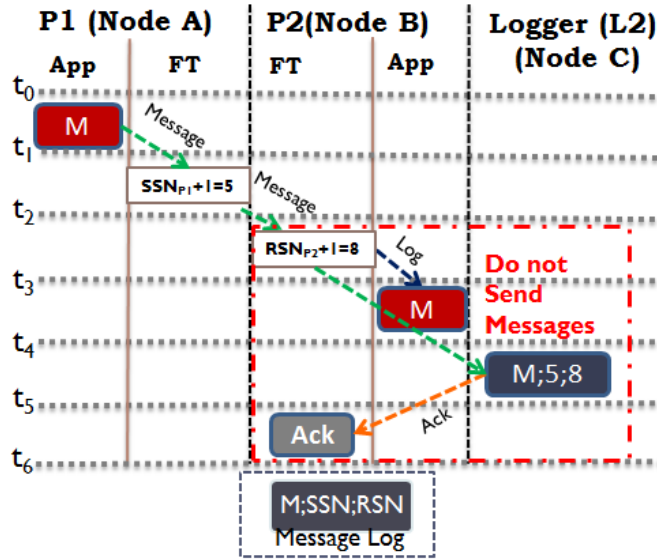 P1 (Node A)
P2(Node B)
Logger (L2)
(Node C)
App
FT
FT
App
t0
M
Message
t1
SSNP1+1=5
Message
t2
RSNP2+1=8
Log
Do not
Send
Messages
t3
M
t4
M;5;8
t5
Ack
Ack
t6
M;SSN;RSN
Message Log